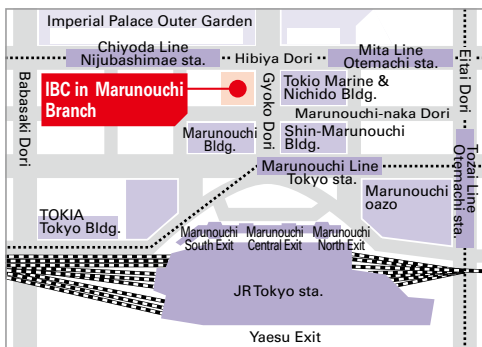 Imperial Palace Outer Garden
Chiyoda Line
Nijubashimae sta.
Hibiya Dori
Mita Line
Otemachi sta.
Eitai Dori
Babasaki Dori
IBC in Marunouchi
Branch
Gyoko Dori
Tokio Marine &
Nichido Bldg.
Marunouchi-naka Dori
Marunouchi
Bldg.
Shin-Marunouchi
Bldg.
Marunouchi Line
Tokyo sta.
Tozai Line
Otemachi sta.
Marunouchi
oazo
TOKIA
Tokyo Bldg.
Marunouchi
South Exit
Marunouchi
Central Exit
Marunouchi
North Exit
JR Tokyo sta.
Yaesu Exit